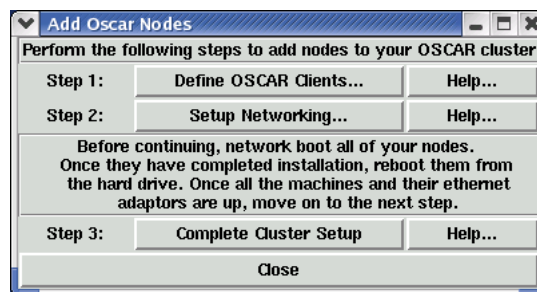 Add Oscar Nodes
Perform the following steps to add nodes to your OSCAR cluster
Step 1: Define OSCAR Clients... Help...
Step 2: Setup Networking... Help...
Before continuing, network boot all of your nodes.
Once they have completed installation, reboot them from
the hard drive. Once all the machines and their ethernet
adaptors are up, move on to the next step.
Step 3: Complete Cluster Setup Help...
Close